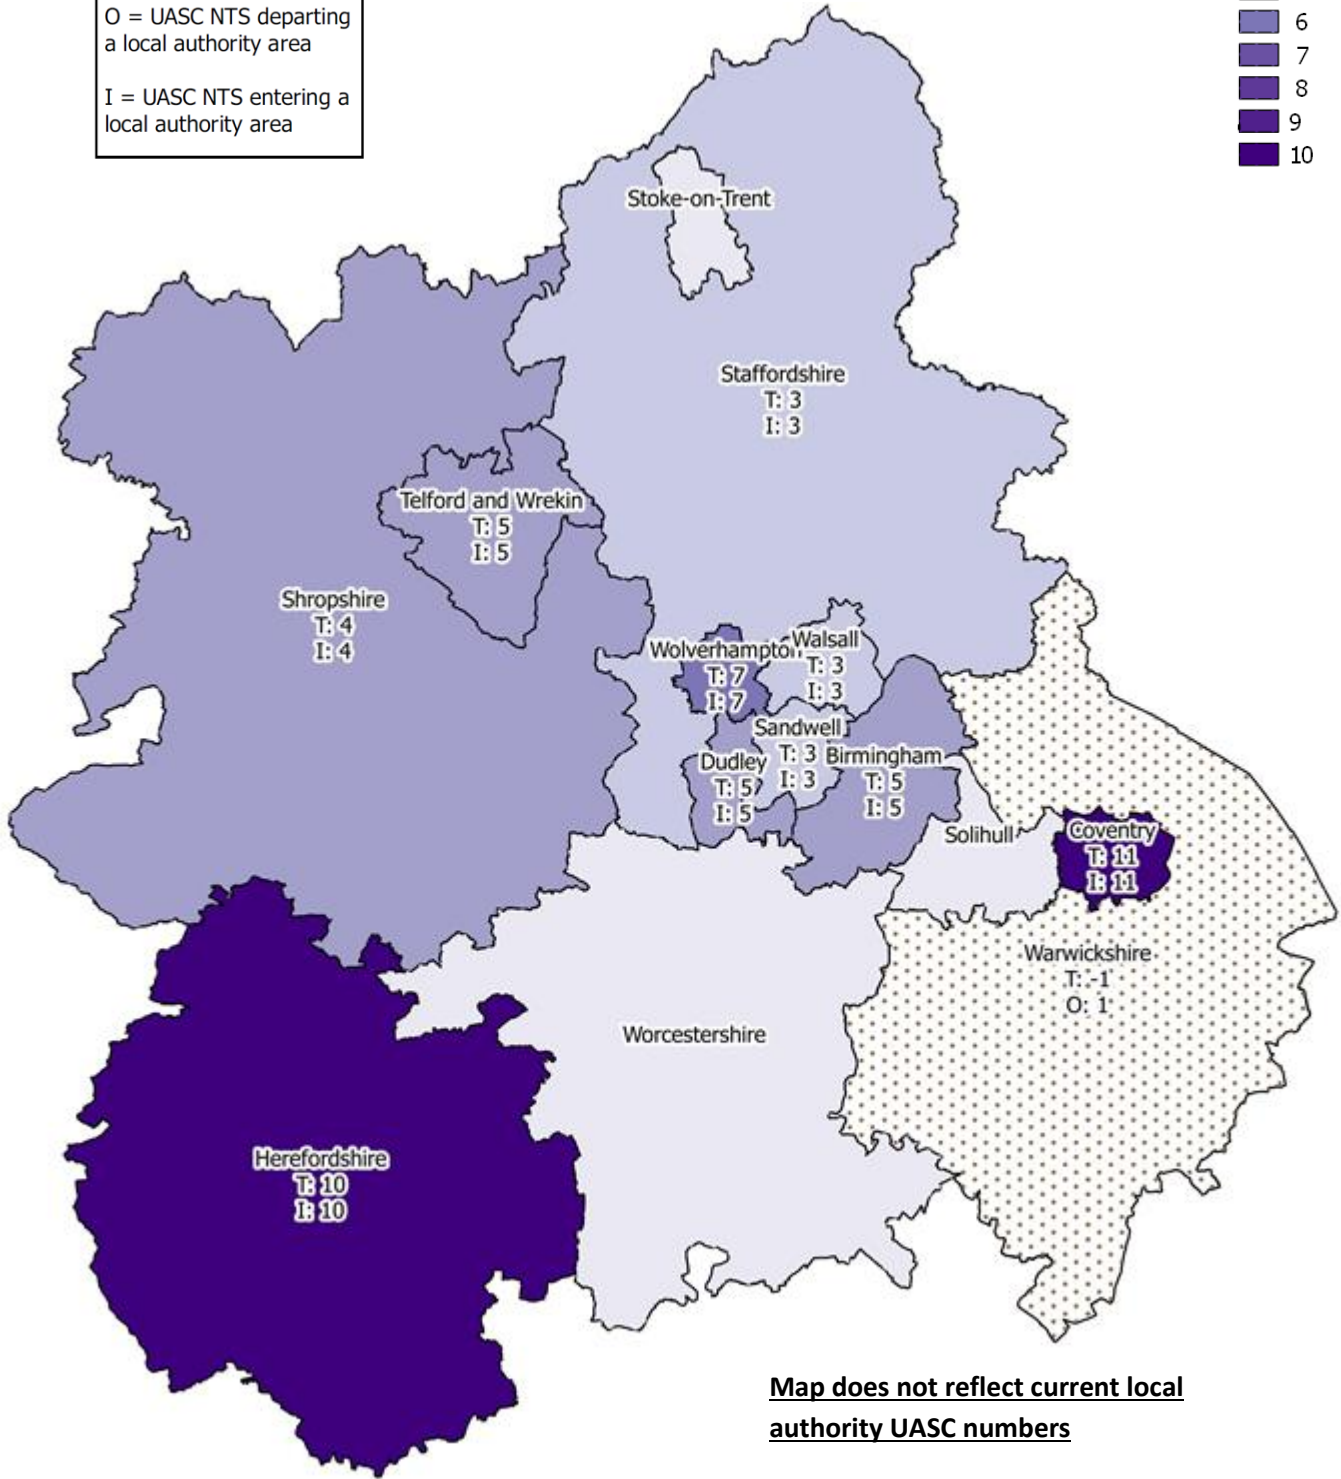 O = UASC NTS departing
a local authority area
I = UASC NTS entering a
local authority area
6
7
8
9
10
Stoke-on-Trent
Staffordshire
T: 3
I: 3
Telford and Wrekin
T: 5
I: 5
Shropshire
T: 4
I: 4
Wolverhampton
T: 7
I: 7
Walsall
T: 3
I: 3
Sandwell
T: 3
I: 3
Dudley
T: 5
I: 5
Birmingham
T: 5
I: 5
Solihull
Coventry
T: 11
I: 11
Warwickshire
T: -1
O: 1
Worcestershire
Herefordshire
T: 10
I: 10
Map does not reflect current local
authority UASC numbers